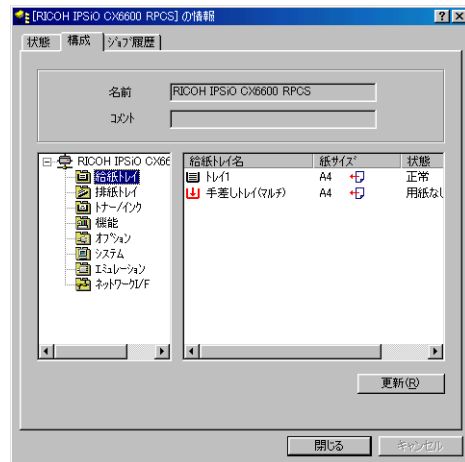 [RICOH IPSiO CX6600 RPCS] の情報
状態 構成 ジョブ履歴
名前 RICOH IPSiO CX6600 RPCS
コメント
RICOH IPSiO CX66
給紙トレイ
排紙トレイ
トナー/インク
機能
オプション
システム
エミュレーション
ネットワークI/F
給紙トレイ名 紙サイズ 状態
トレイ1 A4 正常
手差しトレイ(マルチ) A4 用紙なし
更新(R)
閉じる キャンセル